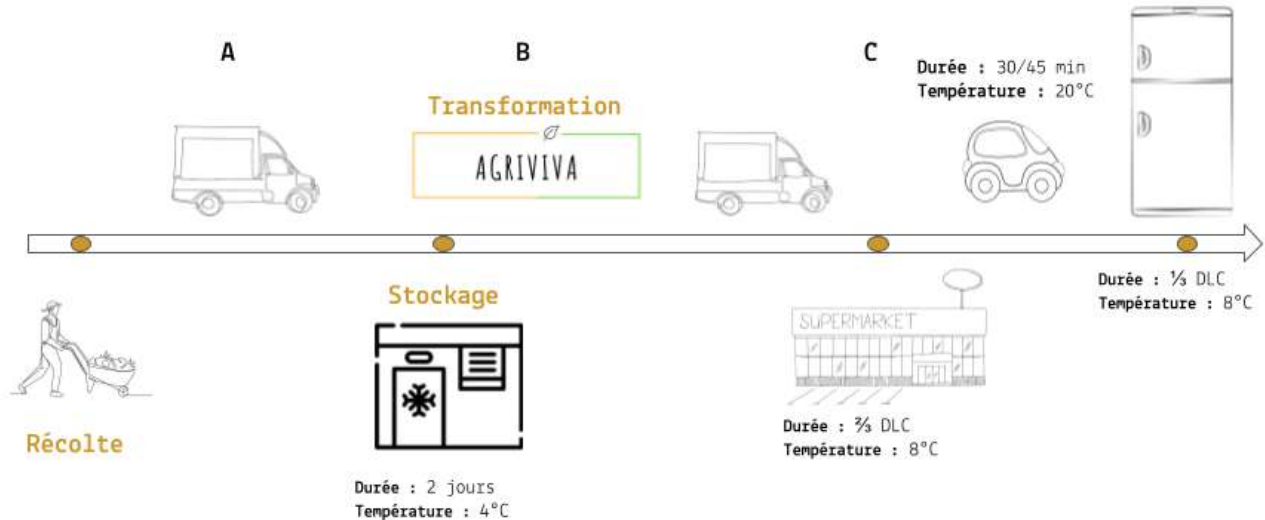 A
B
C
Durée : 30/45 min
Température : 20°C
Transformation
AGRIVIVA
Stockage
Durée : ⅓ DLC
Température : 8°C
SUPERMARKET
Récolte
Durée : ⅔ DLC
Température : 8°C
Durée : 2 jours
Température : 4°C